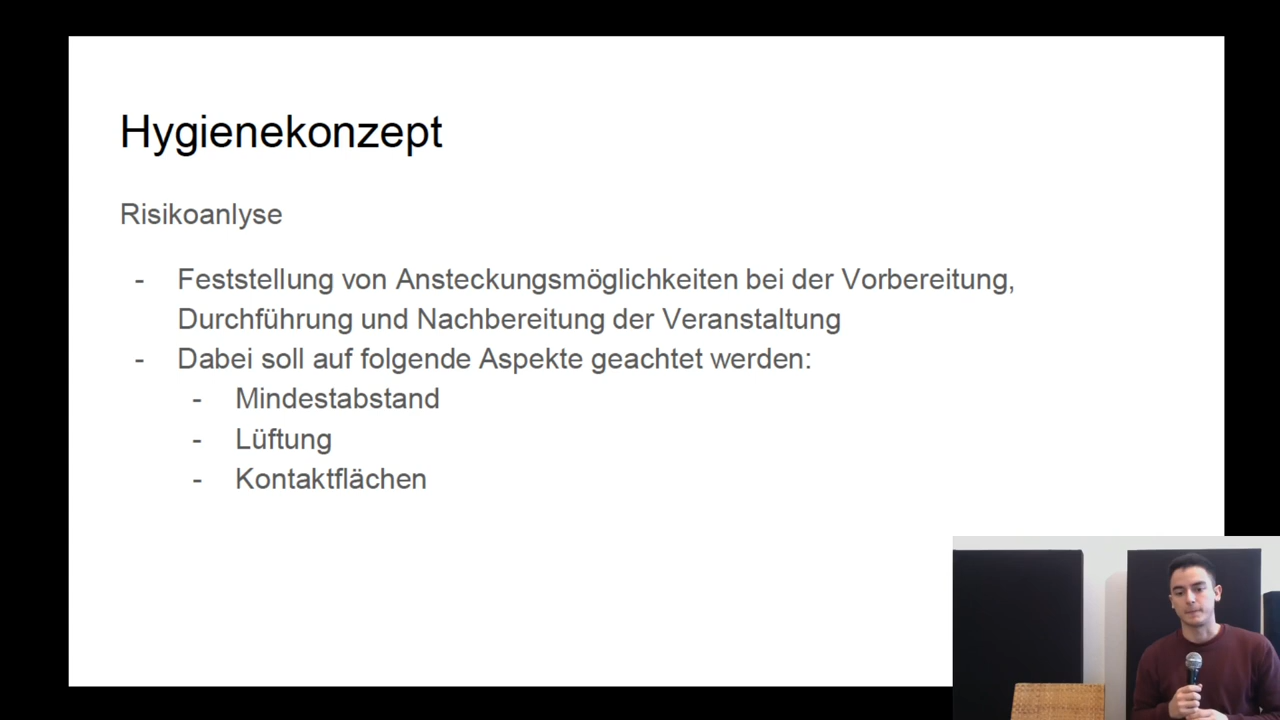 Hygienekonzept
Risikoanlyse
- Feststellung von Ansteckungsmöglichkeiten bei der Vorbereitung,
Durchführung und Nachbereitung der Veranstaltung
- Dabei soll auf folgende Aspekte geachtet werden:
- Mindestabstand
- Lüftung
- Kontaktflächen